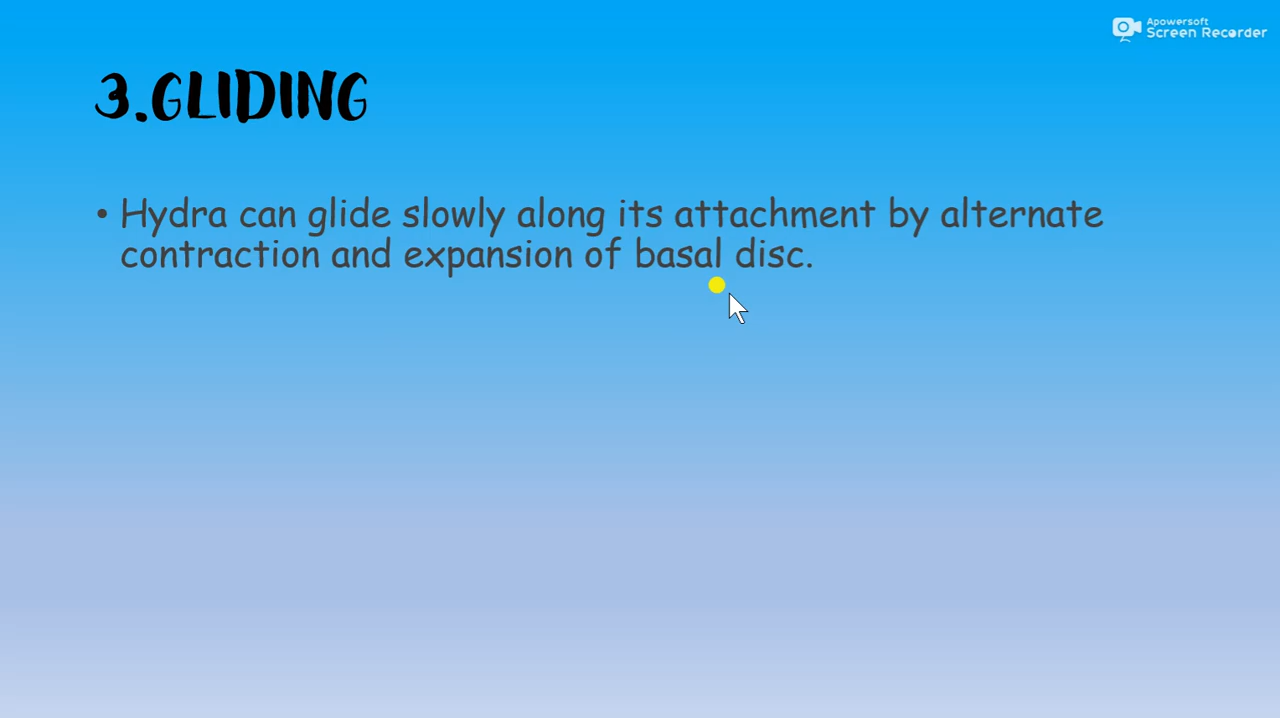 Apowersoft
Screen Recorder
3.GLIDING
• Hydra can glide slowly along its attachment by alternate
contraction and expansion of basal disc.